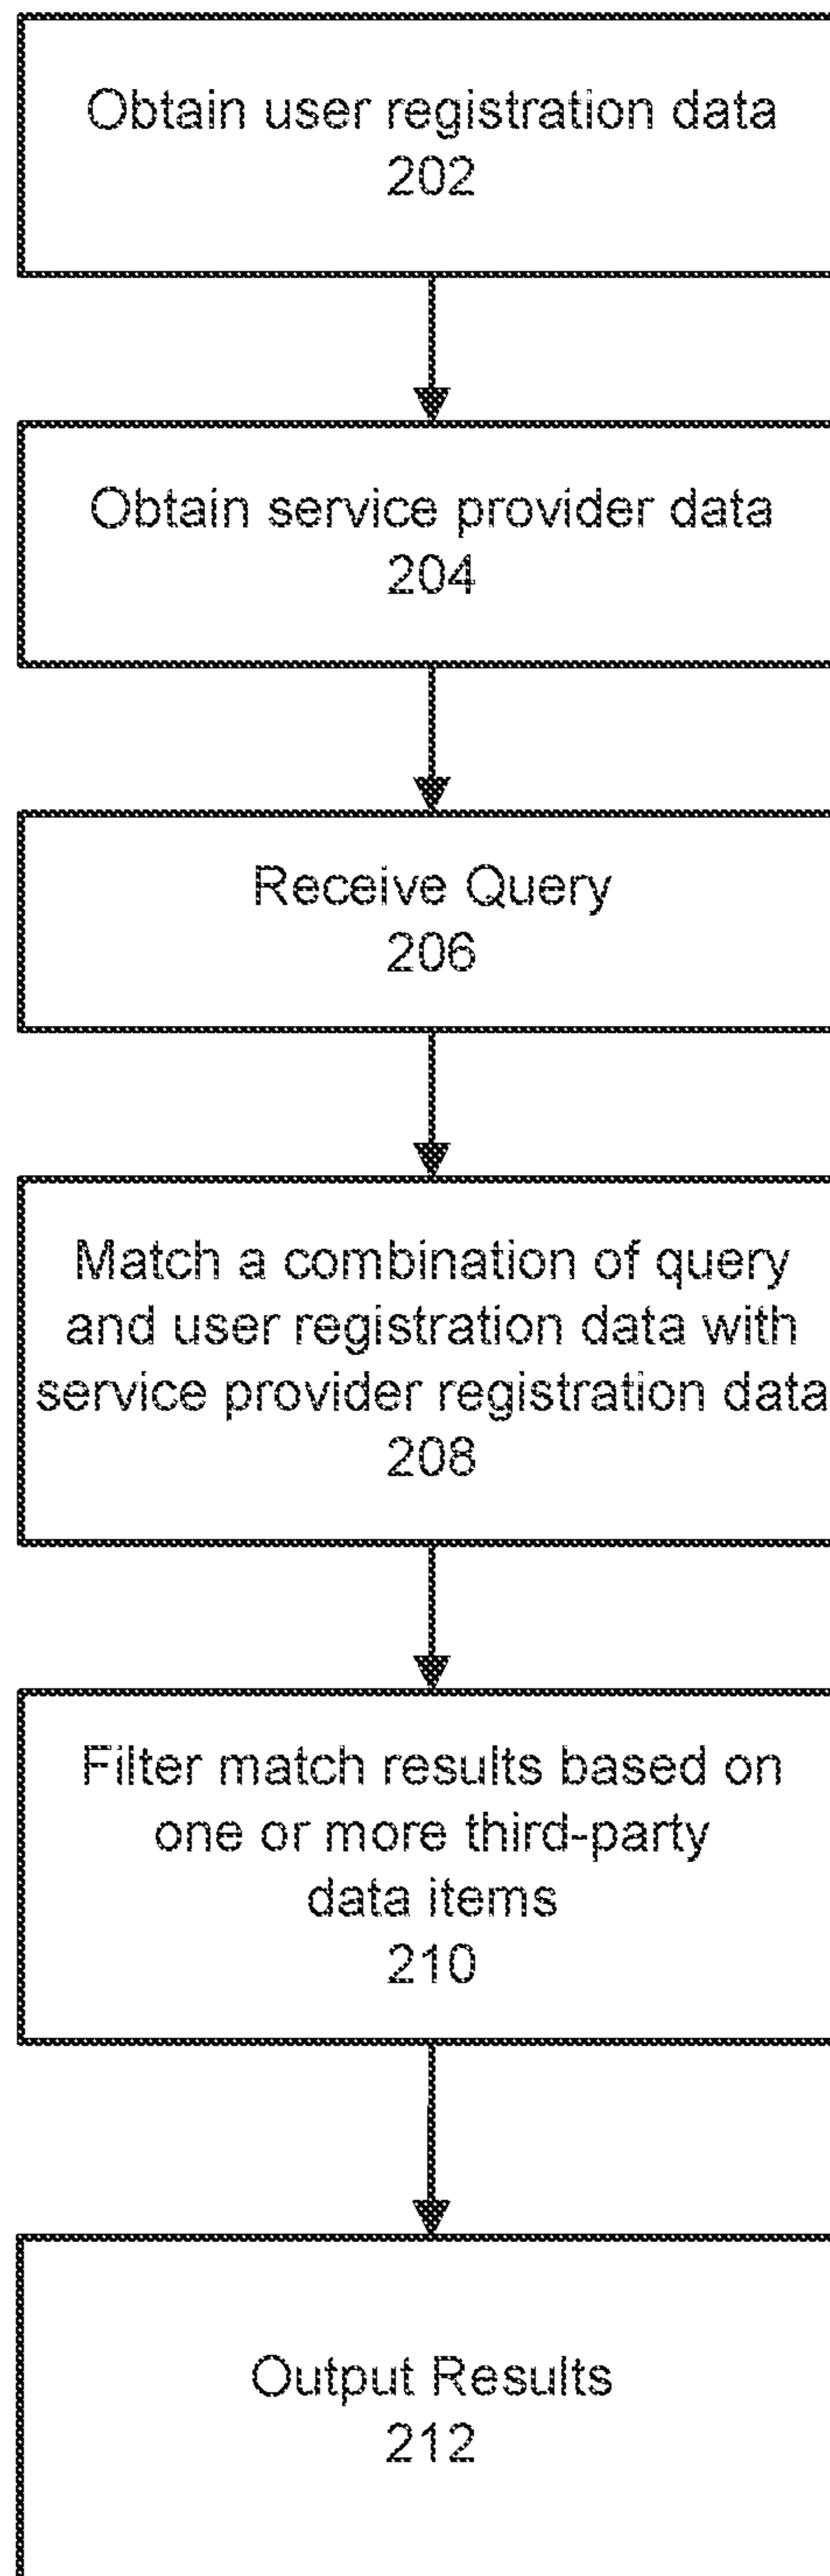 Obtain user registration data
202
Obtain service provider data
204
Receive Query
206
Match a combination of query
and user registration data with
service provider registration data
208
Filter match results based on
one or more third-party
data items
210
Output Results
212